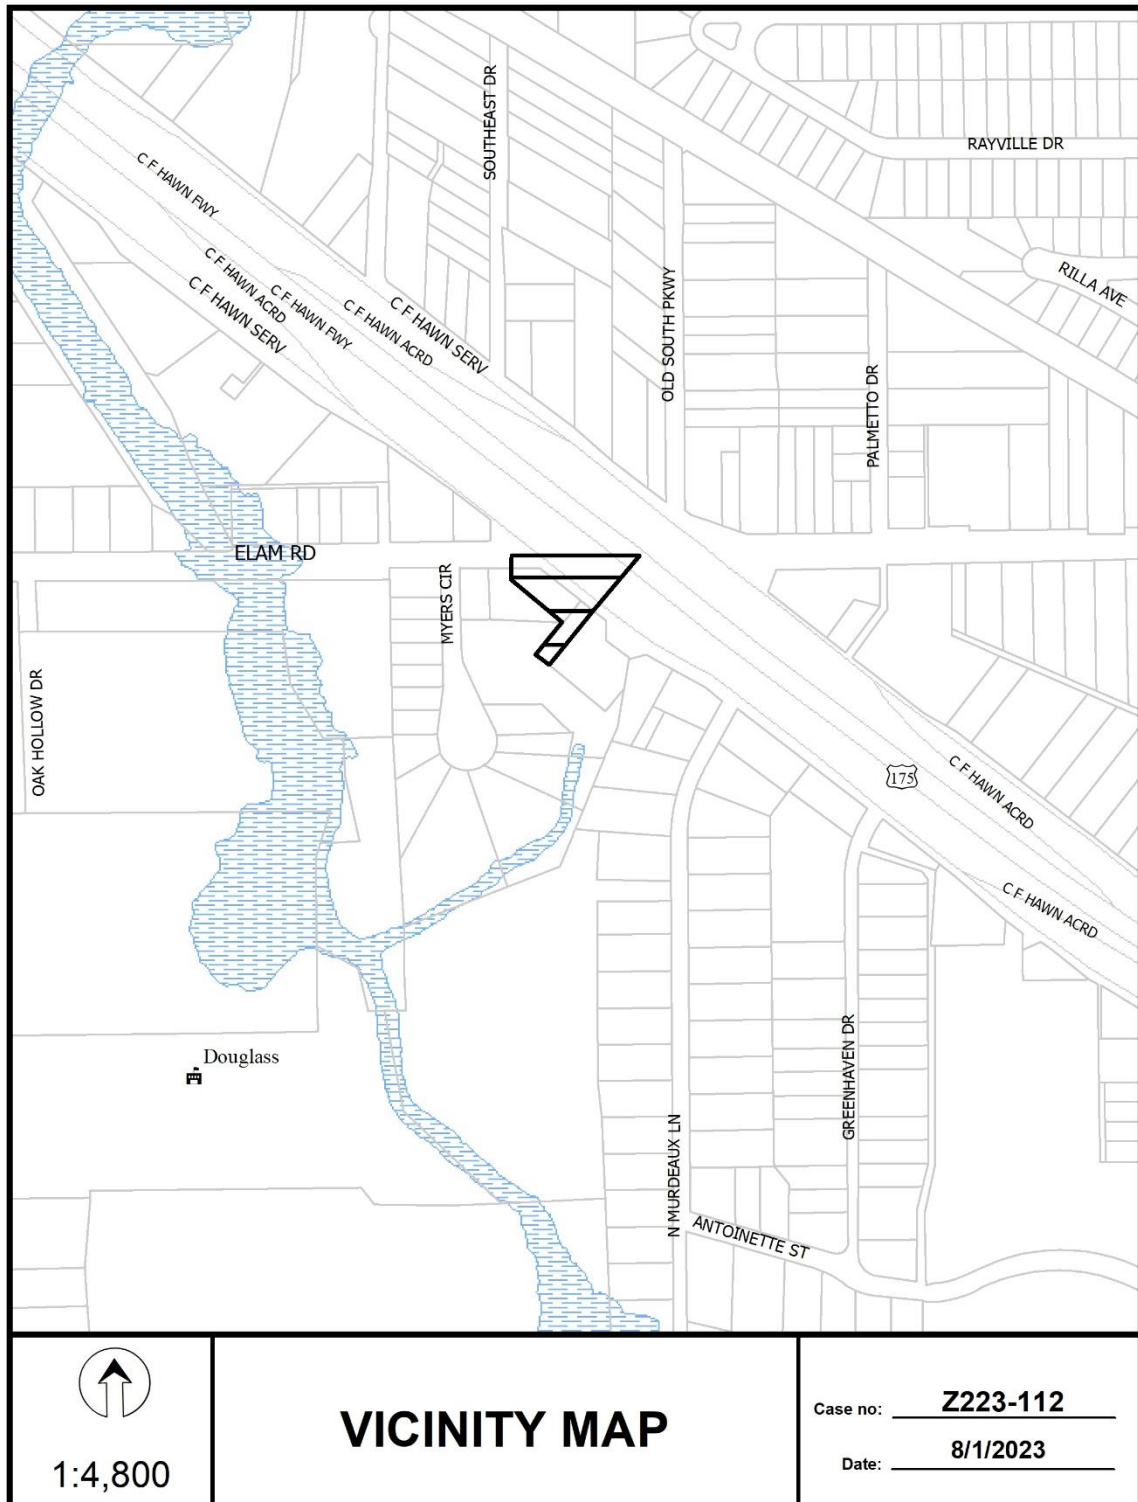 SOUTHEAST DR
RAYVILLE DR
C F HAWN FWY
RILLA AVE
C F HAWN ACRD
C F HAWN SERV
C F HAWN FWY
C F HAWN ACRD
C F HAWN SERV
OLD SOUTH PKWY
PALMETTO DR
ELAM RD
MYERS CIR
OAK HOLLOW DR
175
C F HAWN ACRD
C F HAWN ACRD
Douglass
GREENHAVEN DR
N MURDEAUX LN
ANTOINETTE ST
1:4,800
VICINITY MAP
Case no: Z223-112
Date: 8/1/2023